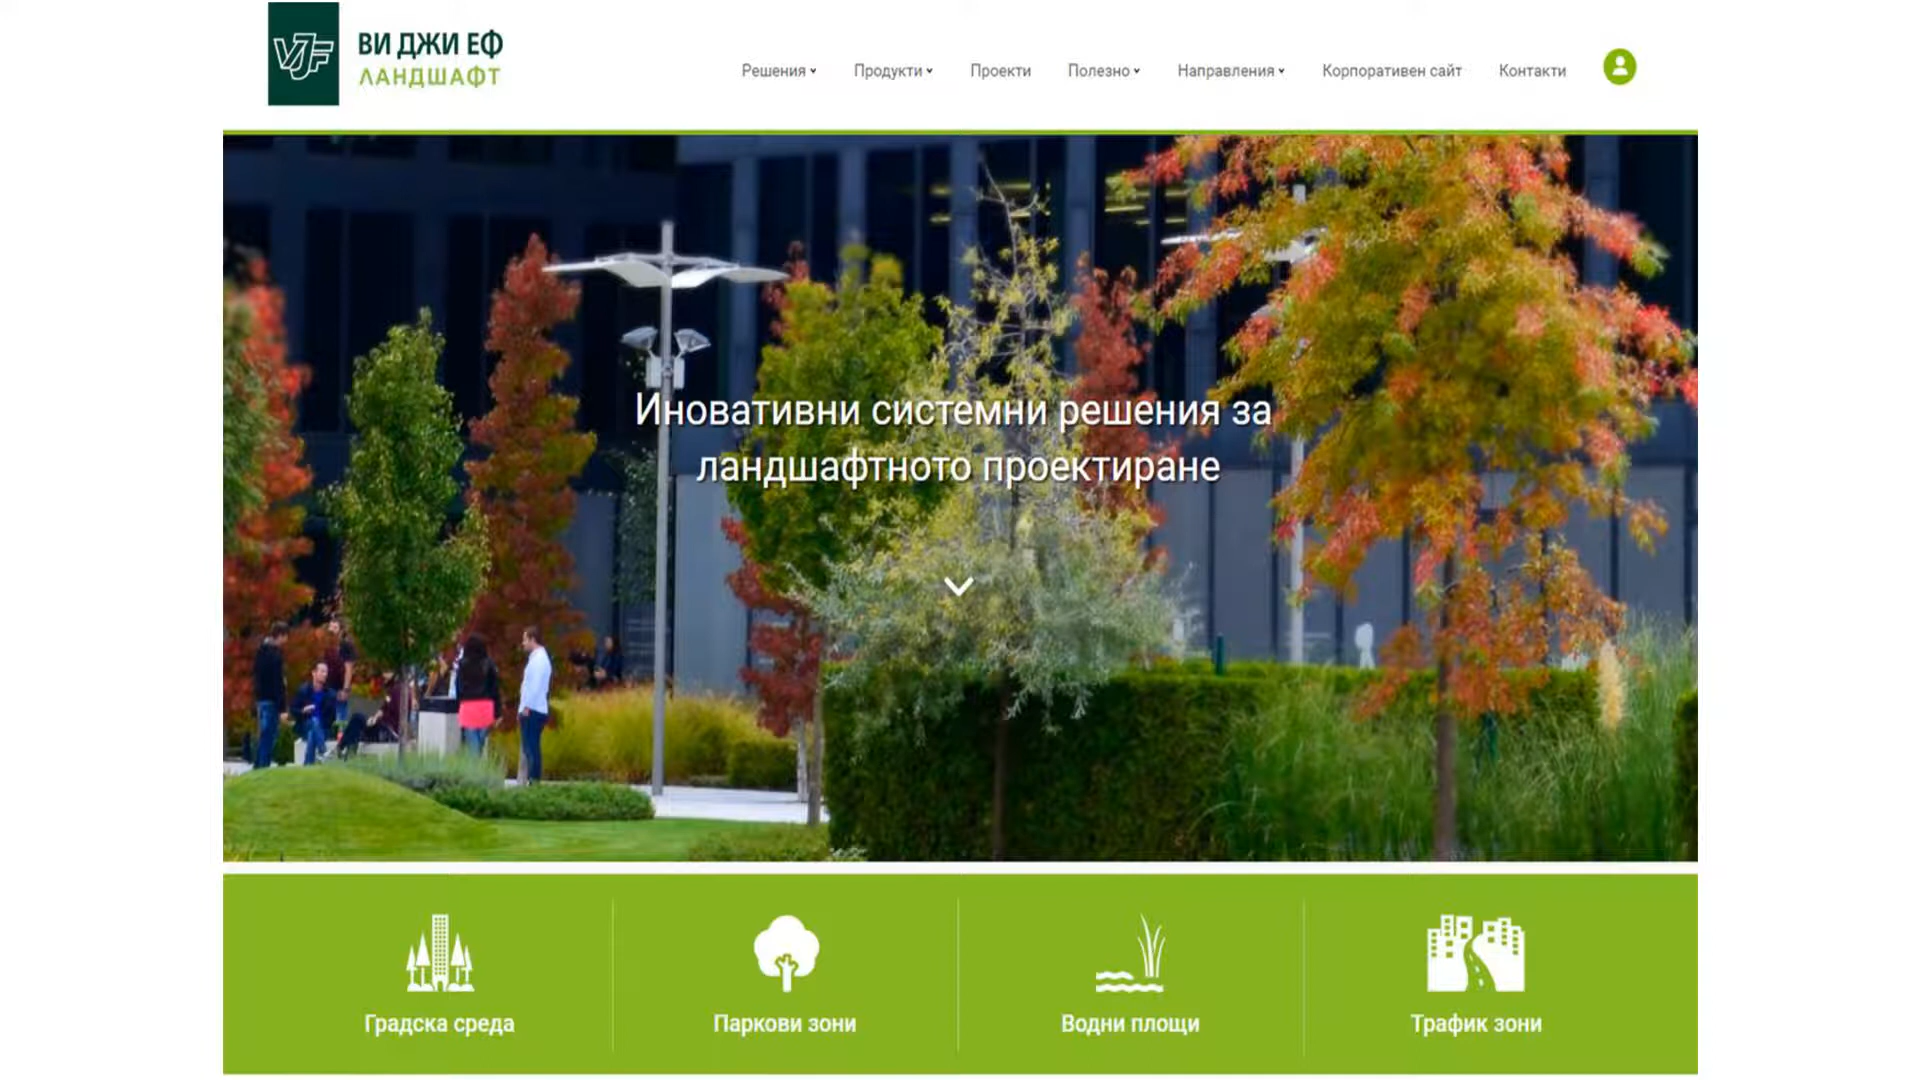 VJF
ВИ ДЖИ ЕФ
ЛАНДШАФТ
Решения
Продукти
Проекти
Полезно
Направления
Корпоративен сайт
Контакти
Иновативни системни решения за
ландшафтното проектиране
Градска среда
Паркови зони
Водни площи
Трафик зони